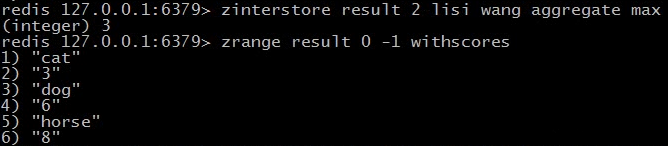 redis 127.0.0.1:6379> zinterstore result 2 lisi wang aggregate max
(integer) 3
redis 127.0.0.1:6379> zrange result 0 -1 withscores
1) "cat"
2) "3"
3) "dog"
4) "6"
5) "horse"
6) "8"